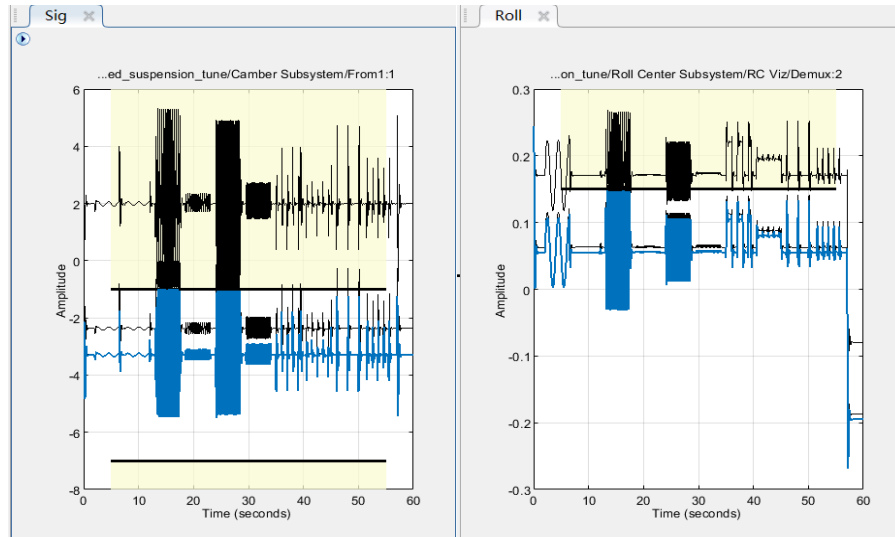 Sig
Roll
...ed_suspension_tune/Camber Subsystem/From1:1
6
4
2
0
-2
-4
-6
-8
Amplitude
0 10 20 30 40 50 60
Time (seconds)
...on_tune/Roll Center Subsystem/RC Viz/Demux:2
0.3
0.2
0.1
0
-0.1
-0.2
-0.3
Amplitude
0 10 20 30 40 50 60
Time (seconds)